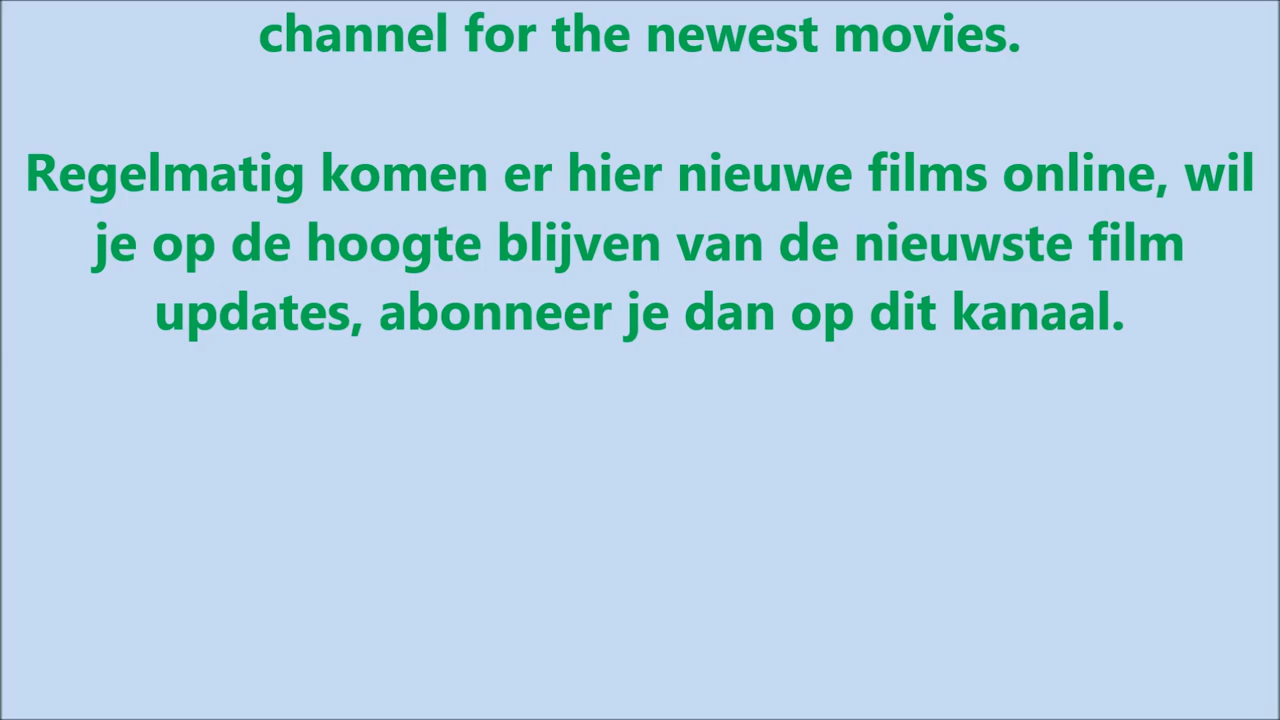 channel for the newest movies.
Regelmatig komen er hier nieuwe films online, wil
je op de hoogte blijven van de nieuwste film
updates, abonneer je dan op dit kanaal.